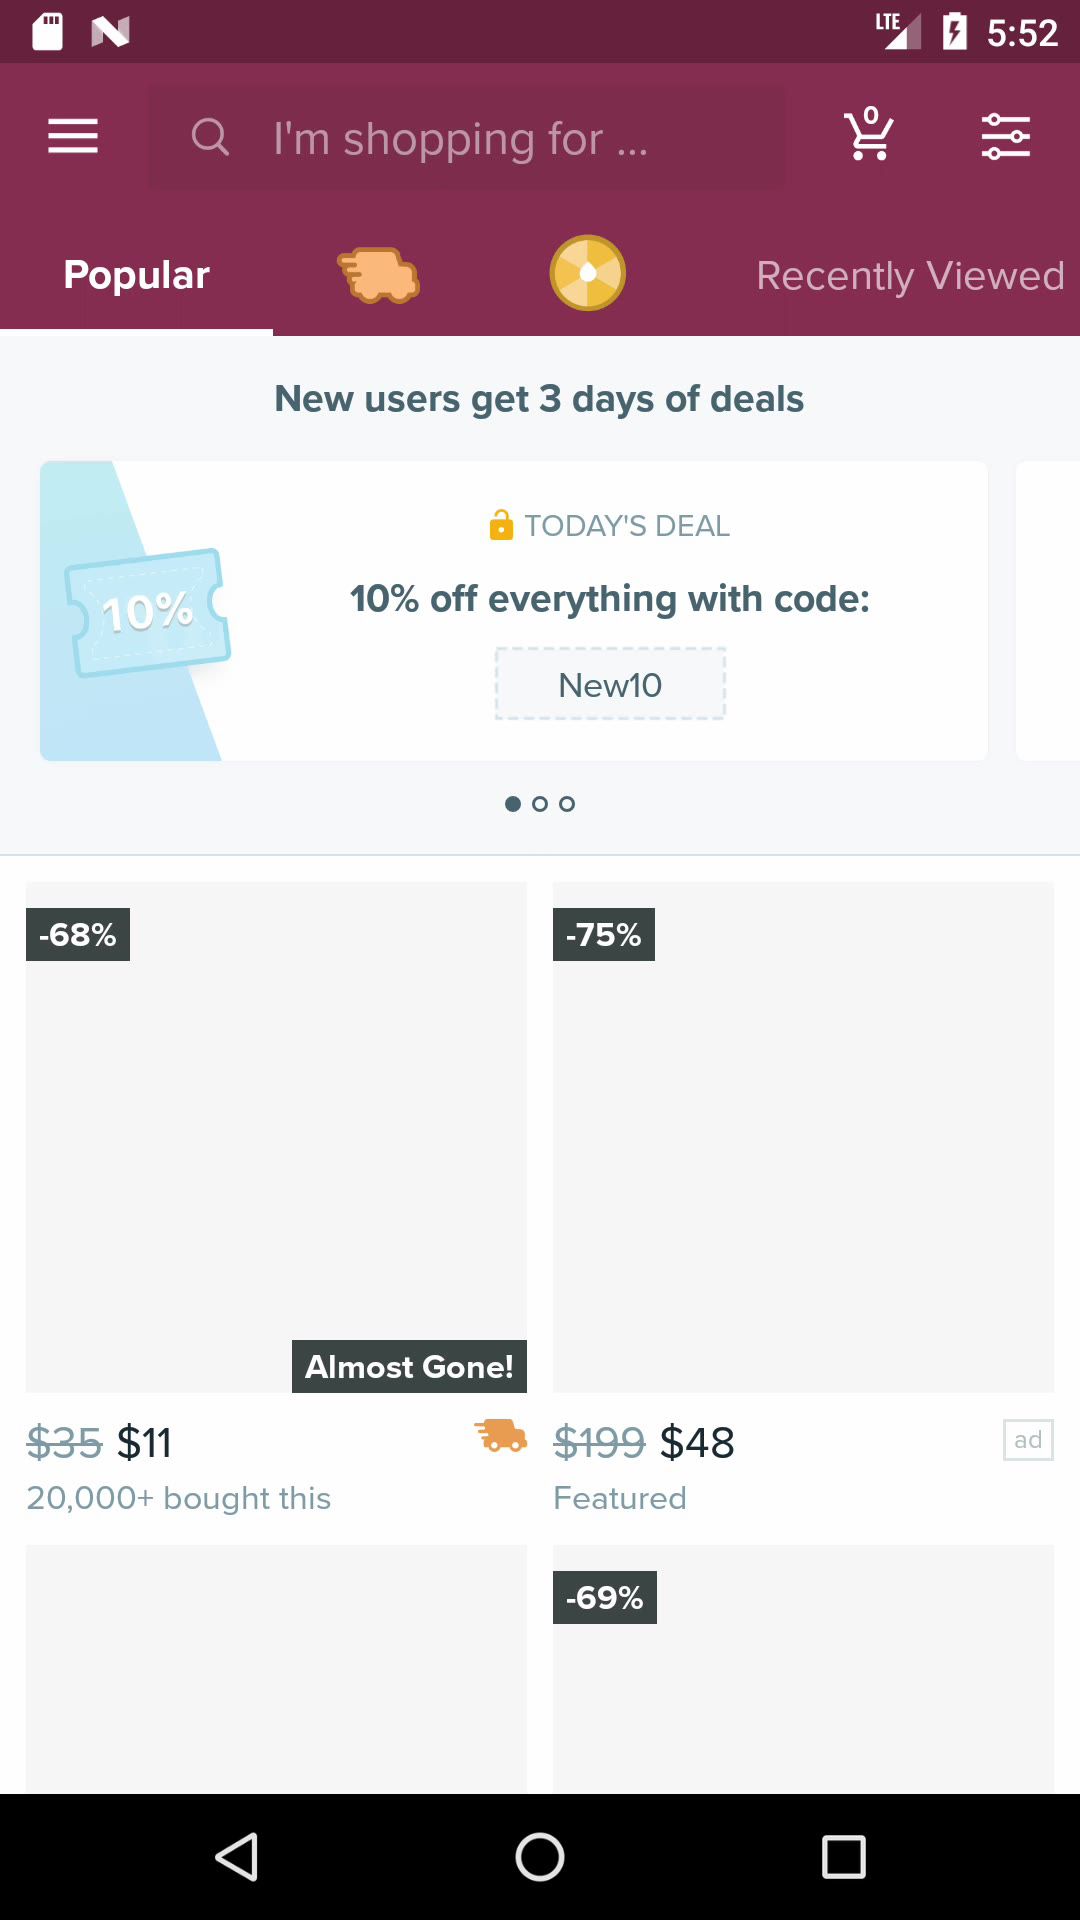 LTE 5:52
I'm shopping for ... 0
Popular Recently Viewed
New users get 3 days of deals
TODAY'S DEAL
10% off everything with code:
10%
New10
-68% -75%
Almost Gone!
$35 $11 $199 $48 ad
20,000+ bought this Featured
-69%